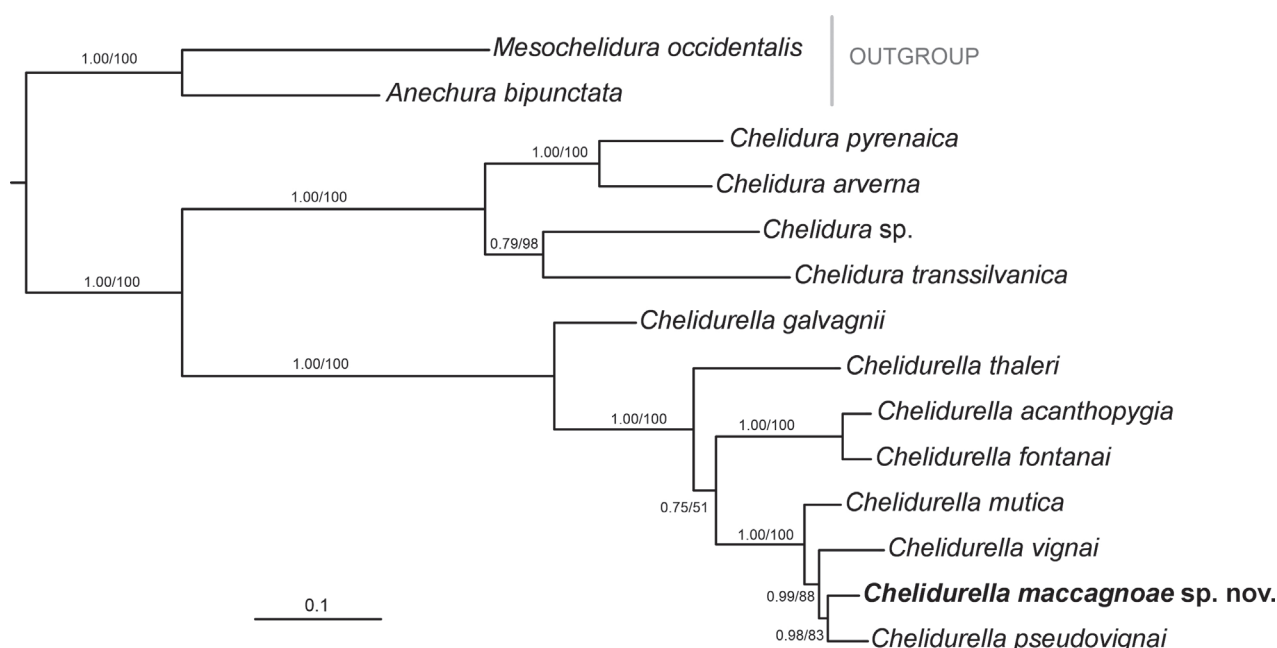 1.00/100
Mesochelidura occidentalis
OUTGROUP
Anechura bipunctata
Chelidura pyrenaica
1.00/100
Chelidura arverna
1.00/100
Chelidura sp.
0.79/98
Chelidura transsilvanica
1.00/100
Chelidurella galvagnii
1.00/100
Chelidurella thaleri
Chelidurella acanthopygia
1.00/100
1.00/100
Chelidurella fontanai
Chelidurella mutica
0.75/51
1.00/100
Chelidurella vignai
0.99/88
Chelidurella maccagnoae sp. nov.
0.1
0.98/83
Chelidurella pseudovignai